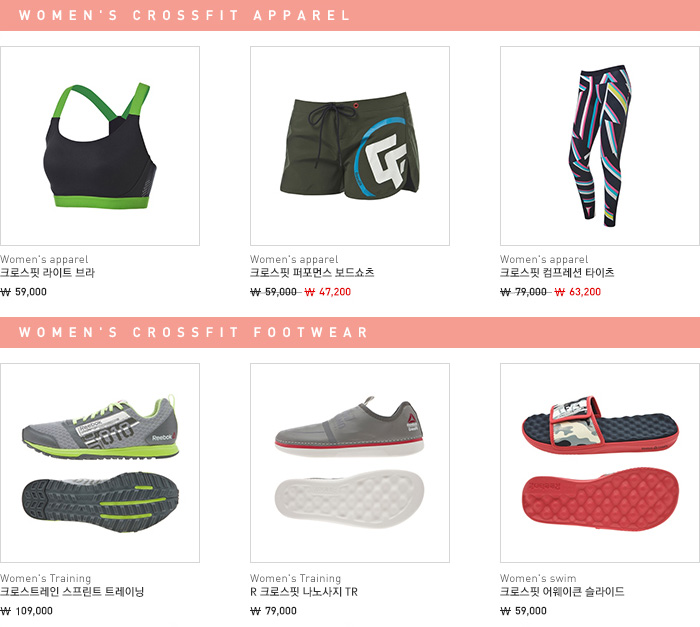 WOMEN'S CROSSFIT APPAREL
Women's apparel
크로스핏 라이트 브라
₩ 59,000
Women's apparel
크로스핏 퍼포먼스 보드쇼츠
₩ 59,000 ₩ 47,200
Women's apparel
크로스핏 컴프레션 타이츠
₩ 79,000 ₩ 63,200
WOMEN'S CROSSFIT FOOTWEAR
Reebok
Women's Training
크로스트레인 스프린트 트레이닝
₩ 109,000
Women's Training
R 크로스핏 나노사지 TR
₩ 79,000
Women's swim
크로스핏 어웨이큰 슬라이드
₩ 59,000